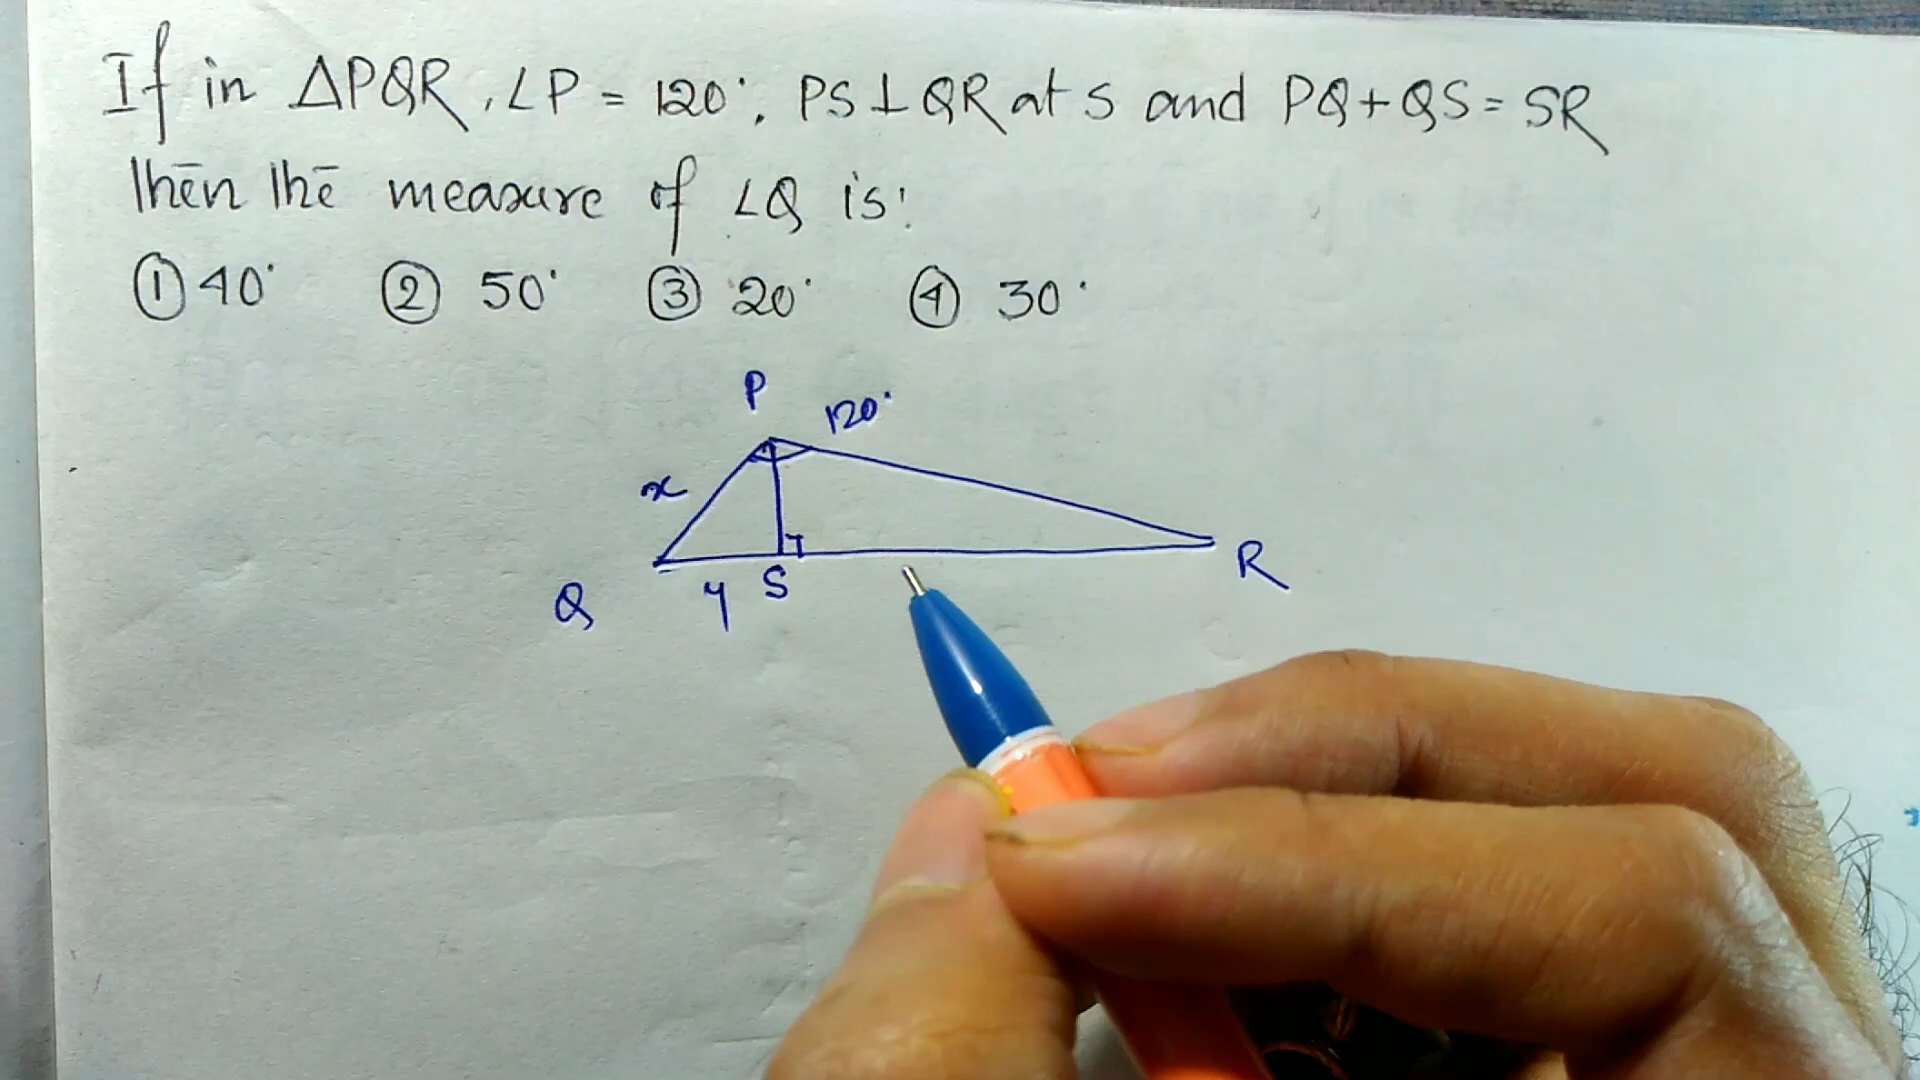 If in △PQR, ∠P = 120°, PS⊥QR at S and PQ+QS=SR
then the measure of ∠Q is:
① 40° ② 50° ③ 20° ④ 30°
P 120°
x
Q y S R